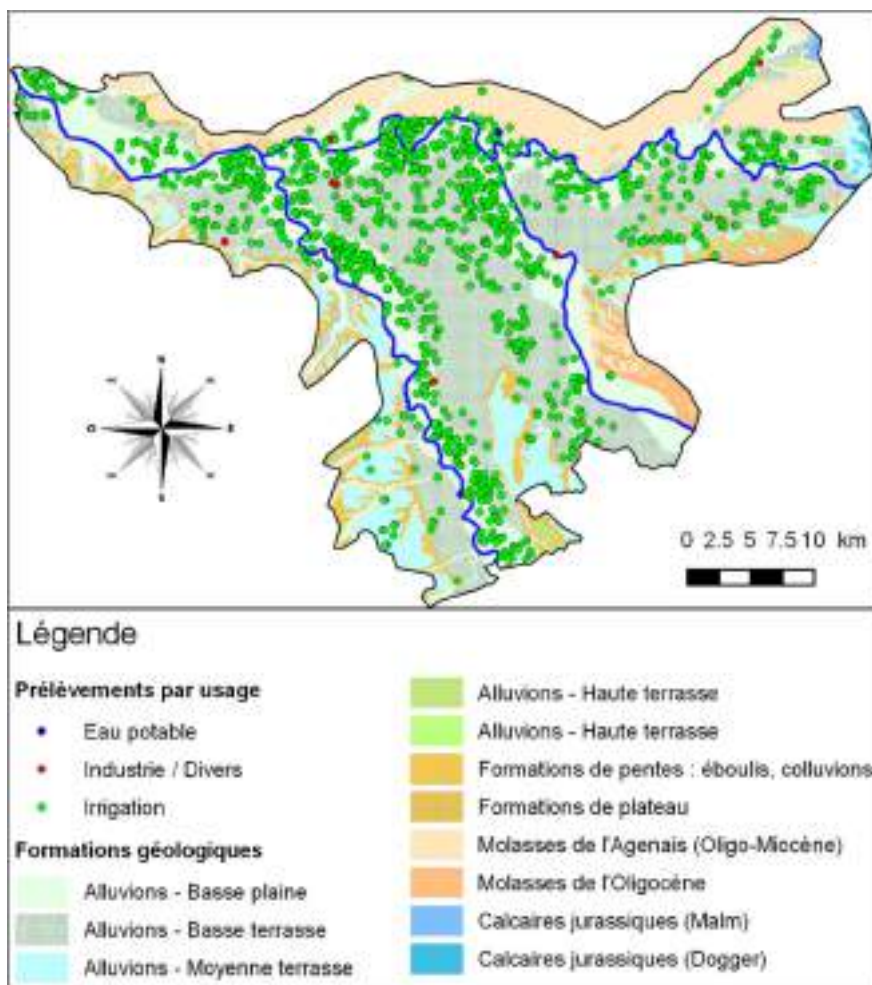 N
O
E
S
0 2.5 5 7.5 10 km
Légende
Prélèvements par usage
Eau potable
Industrie / Divers
Irrigation
Formations géologiques
Alluvions - Basse plaine
Alluvions - Basse terrasse
Alluvions - Moyenne terrasse
Alluvions - Haute terrasse
Alluvions - Haute terrasse
Formations de pentes : éboulis, colluvions
Formations de plateau
Molasses de l'Agenais (Oligo-Miocène)
Molasses de l'Oligocène
Calcaires jurassiques (Malm)
Calcaires jurassiques (Dogger)